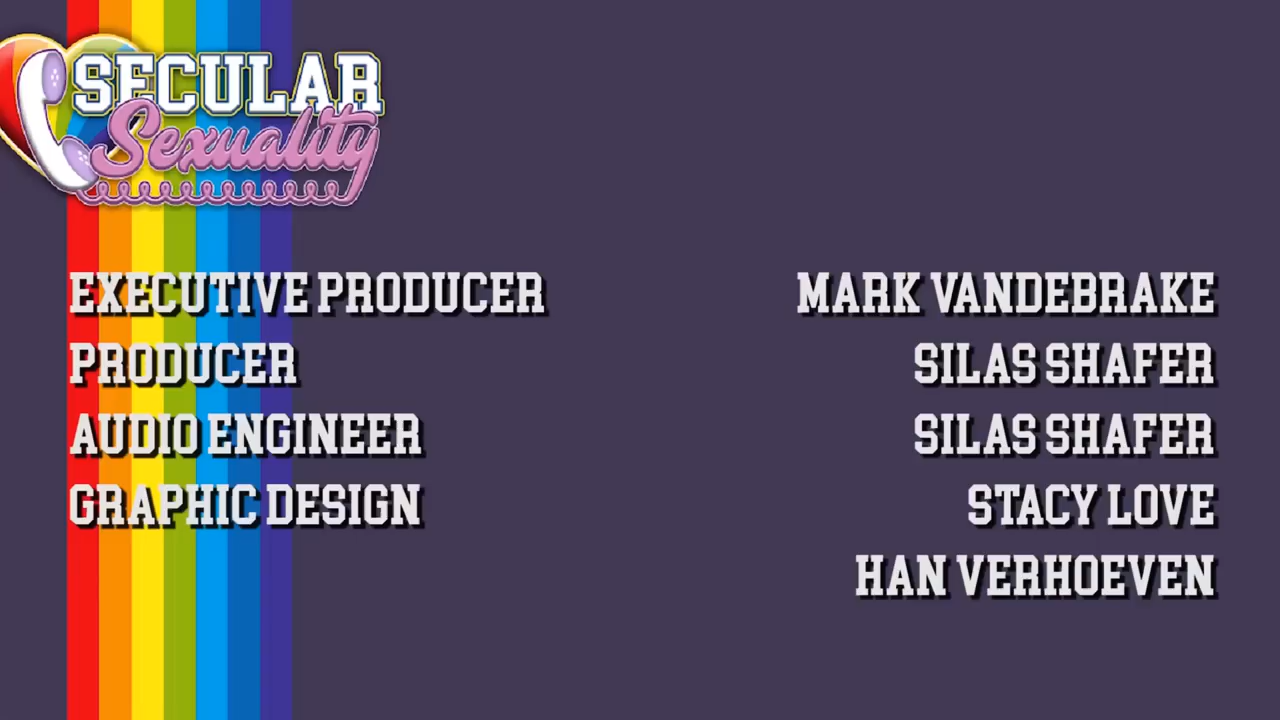 SECULAR
Sexuality
EXECUTIVE PRODUCER MARK VANDEBRAKE
PRODUCER SILAS SHAFER
AUDIO ENGINEER SILAS SHAFER
GRAPHIC DESIGN STACY LOVE
HAN VERHOEVEN